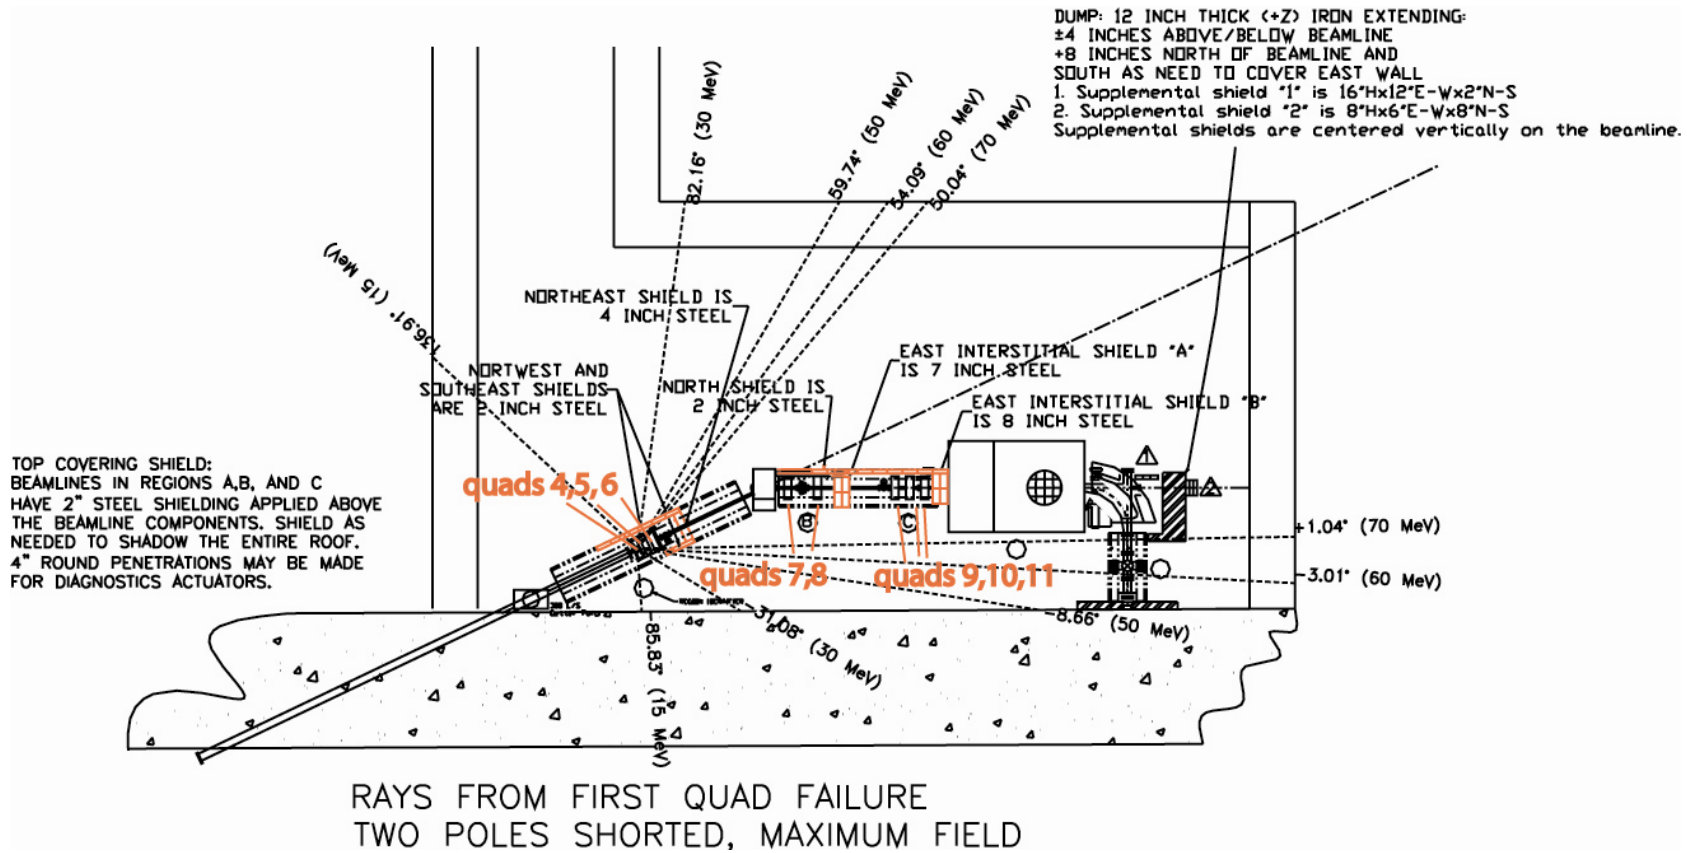 DUMP: 12 INCH THICK (+Z) IRON EXTENDING:
±4 INCHES ABOVE/BELOW BEAMLINE
+8 INCHES NORTH OF BEAMLINE AND
SOUTH AS NEED TO COVER EAST WALL
1. Supplemental shield "1" is 16"Hx12"E-Wx2"N-S
2. Supplemental shield "2" is 8"Hx6"E-Wx8"N-S
Supplemental shields are centered vertically on the beamline.
82.16° (30 MeV)
59.74° (50 MeV)
54.09° (60 MeV)
50.04° (70 MeV)
136.91° (15 MeV)
NORTHEAST SHIELD IS
4 INCH STEEL
NORTWEST AND
SOUTHEAST SHIELDS
ARE 2 INCH STEEL
NORTH SHIELD IS
2 INCH STEEL
EAST INTERSTITIAL SHIELD "A"
IS 7 INCH STEEL
EAST INTERSTITIAL SHIELD "B"
IS 8 INCH STEEL
TOP COVERING SHIELD:
BEAMLINES IN REGIONS A,B, AND C
HAVE 2" STEEL SHIELDING APPLIED ABOVE
THE BEAMLINE COMPONENTS. SHIELD AS
NEEDED TO SHADOW THE ENTIRE ROOF.
4" ROUND PENETRATIONS MAY BE MADE
FOR DIAGNOSTICS ACTUATORS.
quads 4,5,6
1
2
B
C
quads 7,8
quads 9,10,11
+1.04° (70 MeV)
-3.01° (60 MeV)
-8.66° (50 MeV)
-31.08° (30 MeV)
-85.83° (15 MeV)
RAYS FROM FIRST QUAD FAILURE
TWO POLES SHORTED, MAXIMUM FIELD